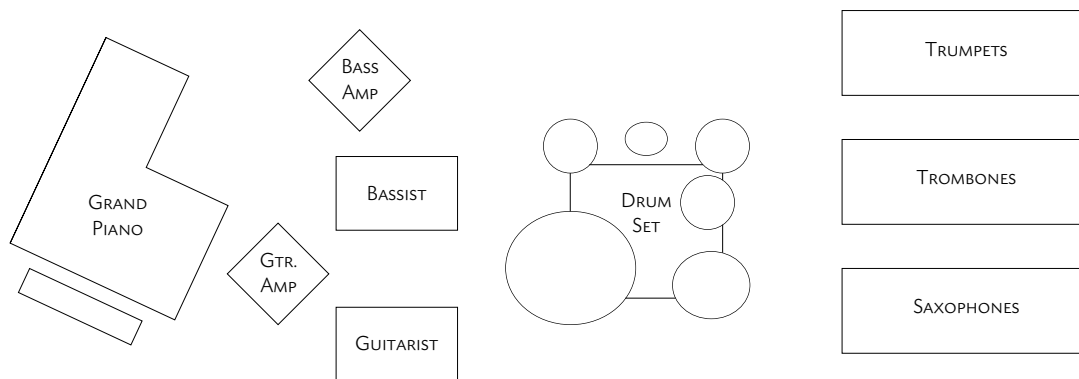 Trumpets
Bass
Amp
Trombones
Bassist
Grand
Piano
Drum
Set
Gtr.
Amp
Saxophones
Guitarist